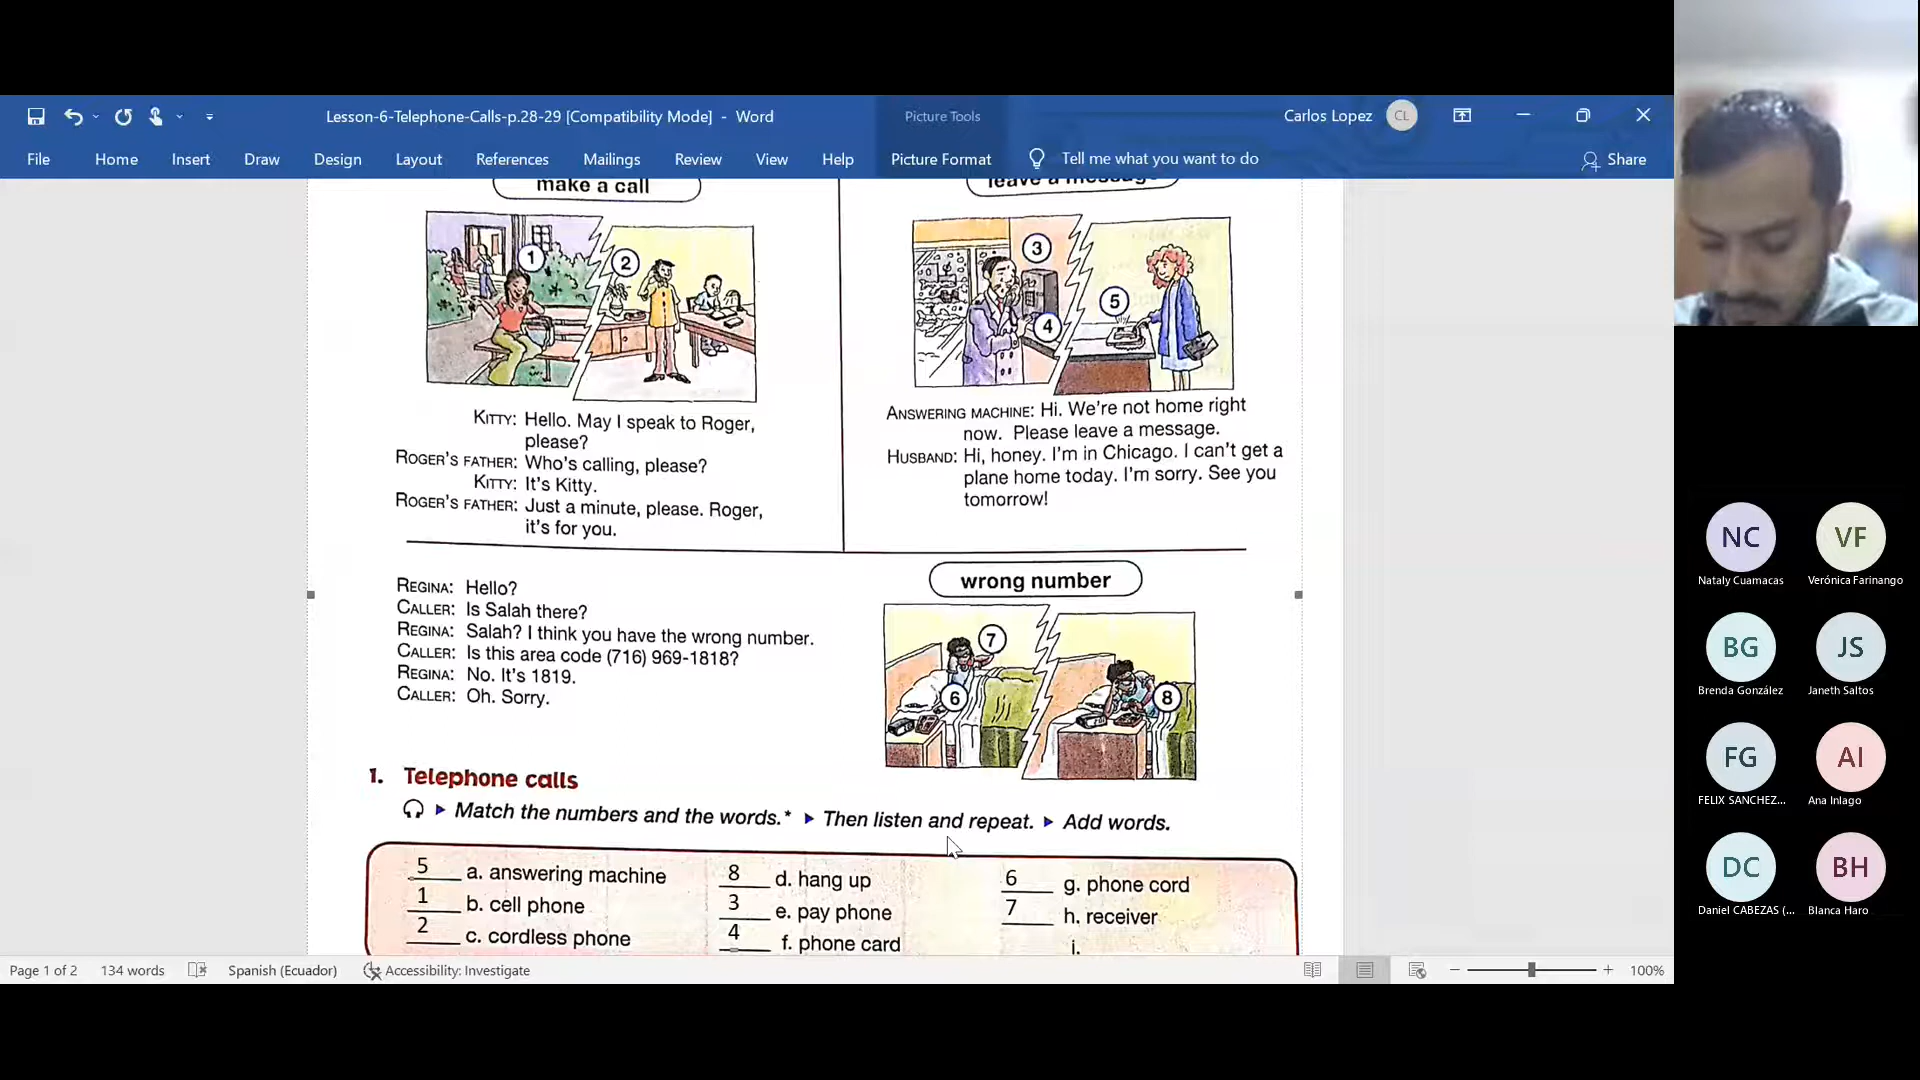 Lesson-6-Telephone-Calls-p.28-29 [Compatibility Mode] - Word
Picture Tools
Carlos Lopez CL
File Home Insert Draw Design Layout References Mailings Review View Help Picture Format Tell me what you want to do Share
make a call
leave a message
1
2
3
4
5
KITTY: Hello. May I speak to Roger,
please?
ROGER'S FATHER: Who's calling, please?
KITTY: It's Kitty.
ROGER'S FATHER: Just a minute, please. Roger,
it's for you.
ANSWERING MACHINE: Hi. We're not home right
now. Please leave a message.
HUSBAND: Hi, honey. I'm in Chicago. I can't get a
plane home today. I'm sorry. See you
tomorrow!
REGINA: Hello?
CALLER: Is Salah there?
REGINA: Salah? I think you have the wrong number.
CALLER: Is this area code (716) 969-1818?
REGINA: No. It's 1819.
CALLER: Oh. Sorry.
wrong number
7
6
8
1. Telephone calls
Match the numbers and the words.* Then listen and repeat. Add words.
5 a. answering machine
1 b. cell phone
2 c. cordless phone
8 d. hang up
3 e. pay phone
4 f. phone card
6 g. phone cord
7 h. receiver
i.
Page 1 of 2 134 words Spanish (Ecuador) Accessibility: Investigate 100%
NC VF
Nataly Cuamacas Verónica Farinango
BG JS
Brenda González Janeth Saltos
FG AI
FELIX SANCHEZ... Ana Inlago
DC BH
Daniel CABEZAS (... Blanca Haro